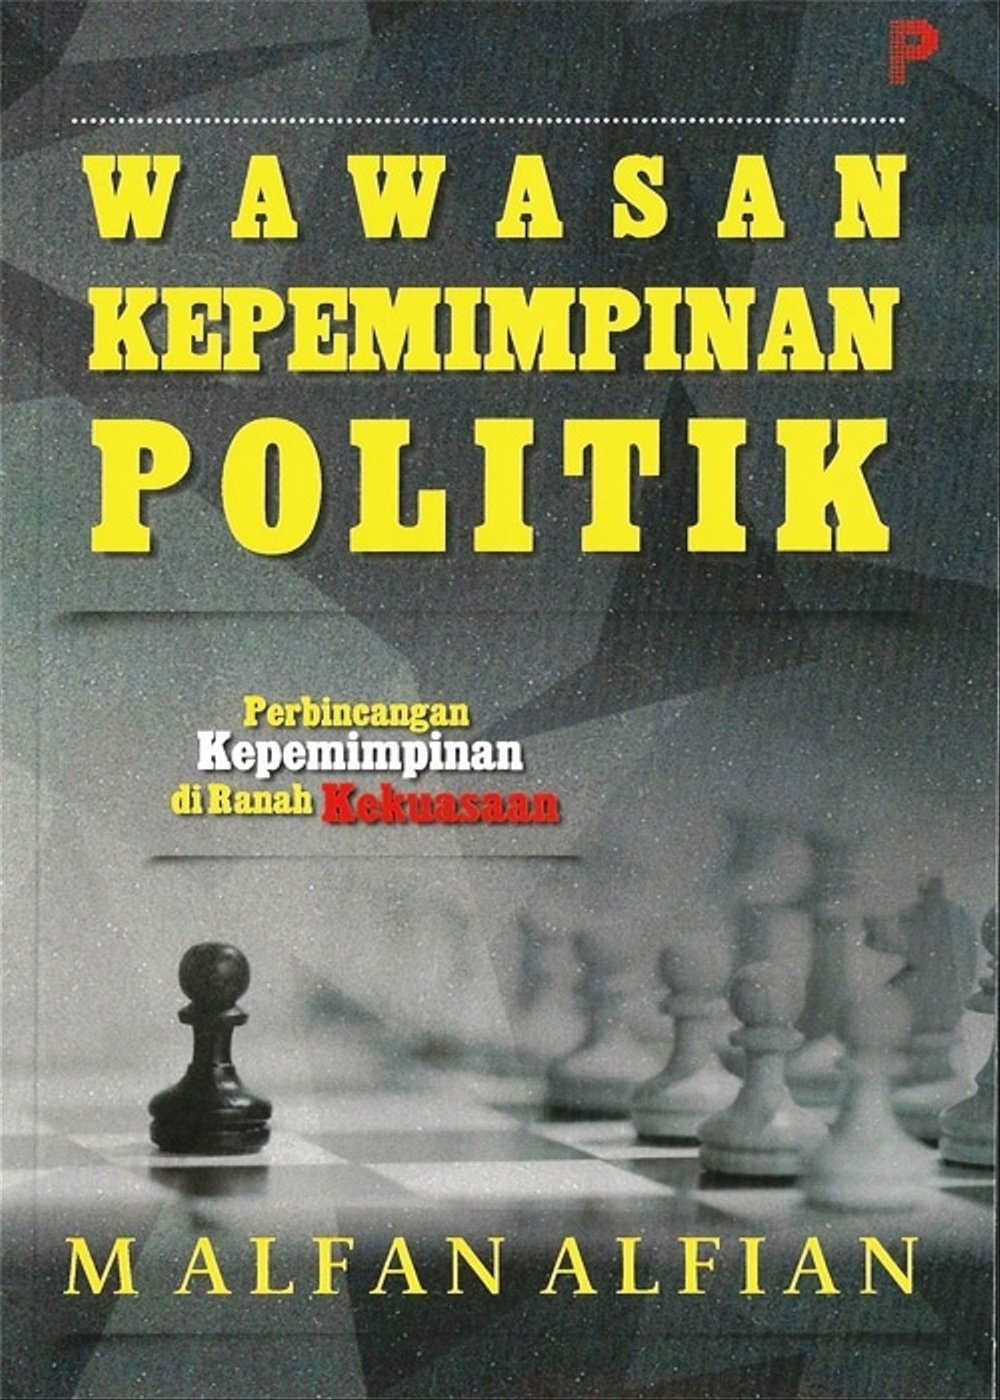 P
WAWASAN
KEPEMIMPINAN
POLITIK
Perbincangan
Kepemimpinan
di Ranah Kekuasaan
M ALFAN ALFIAN